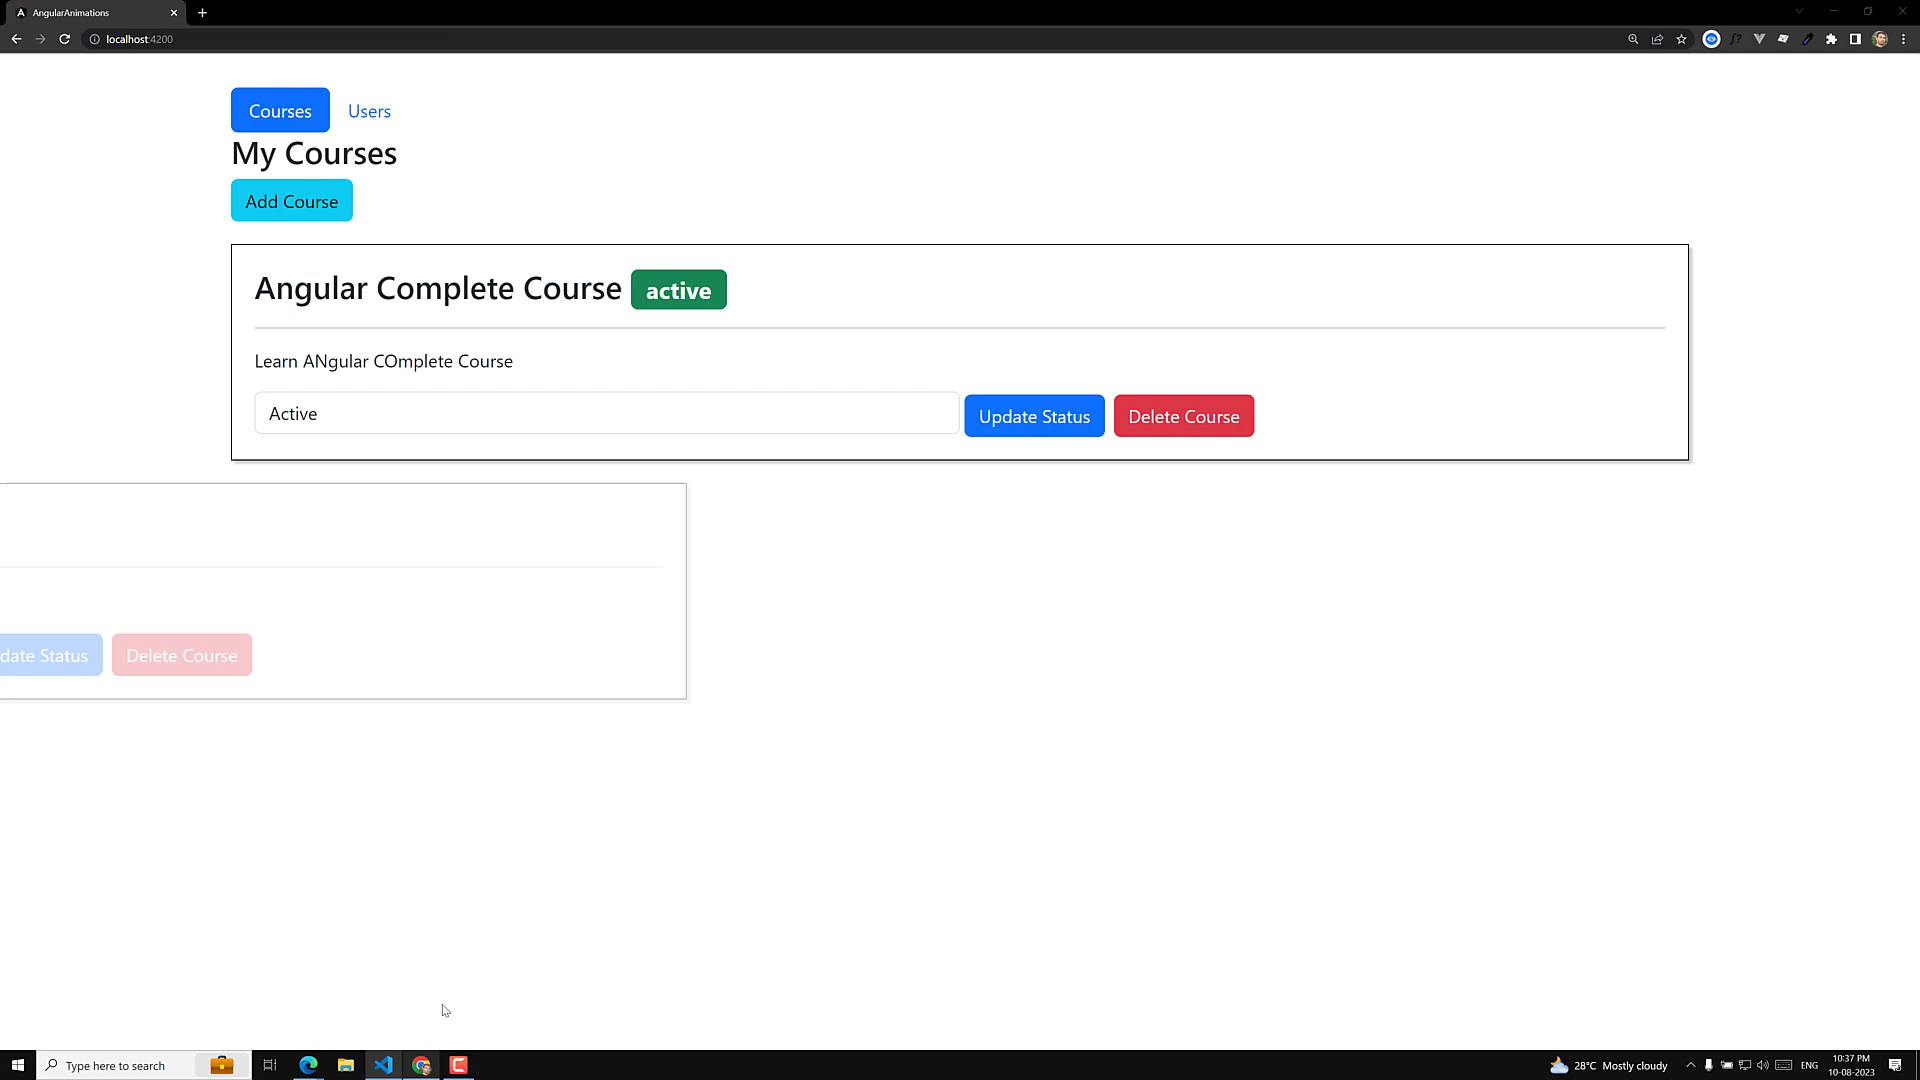 AngularAnimations
localhost:4200
Courses Users
My Courses
Add Course
Angular Complete Course active
Learn ANgular COmplete Course
Active Update Status Delete Course
date Status Delete Course
Type here to search
28°C Mostly cloudy ENG
10:37 PM
10-08-2023